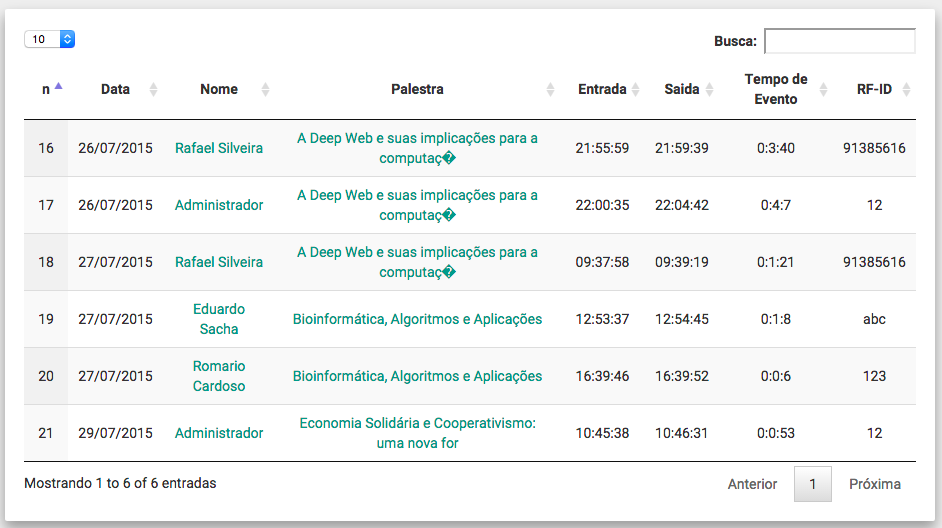 10
Busca:
n Data Nome Palestra Entrada Saida Tempo de Evento RF-ID
16 26/07/2015 Rafael Silveira A Deep Web e suas implicações para a
computaç� 21:55:59 21:59:39 0:3:40 91385616
17 26/07/2015 Administrador A Deep Web e suas implicações para a
computaç� 22:00:35 22:04:42 0:4:7 12
18 27/07/2015 Rafael Silveira A Deep Web e suas implicações para a
computaç� 09:37:58 09:39:19 0:1:21 91385616
19 27/07/2015 Eduardo
Sacha Bioinformática, Algoritmos e Aplicações 12:53:37 12:54:45 0:1:8 abc
20 27/07/2015 Romario
Cardoso Bioinformática, Algoritmos e Aplicações 16:39:46 16:39:52 0:0:6 123
21 29/07/2015 Administrador Economia Solidária e Cooperativismo:
uma nova for 10:45:38 10:46:31 0:0:53 12
Mostrando 1 to 6 of 6 entradas
Anterior 1 Próxima